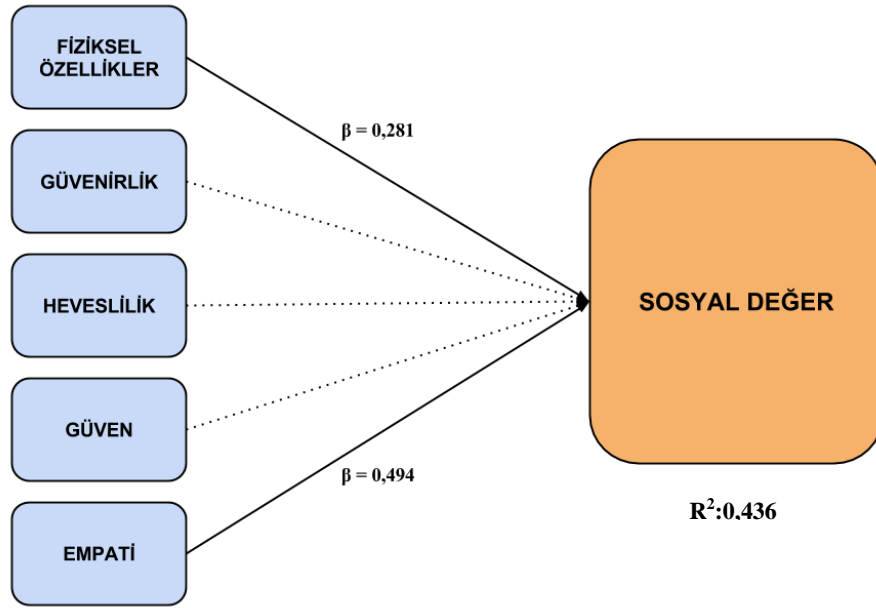 FİZİKSEL
ÖZELLİKLER
β = 0,281
GÜVENİRLİK
HEVESLİLİK
SOSYAL DEĞER
GÜVEN
β = 0,494
R²:0,436
EMPATİ